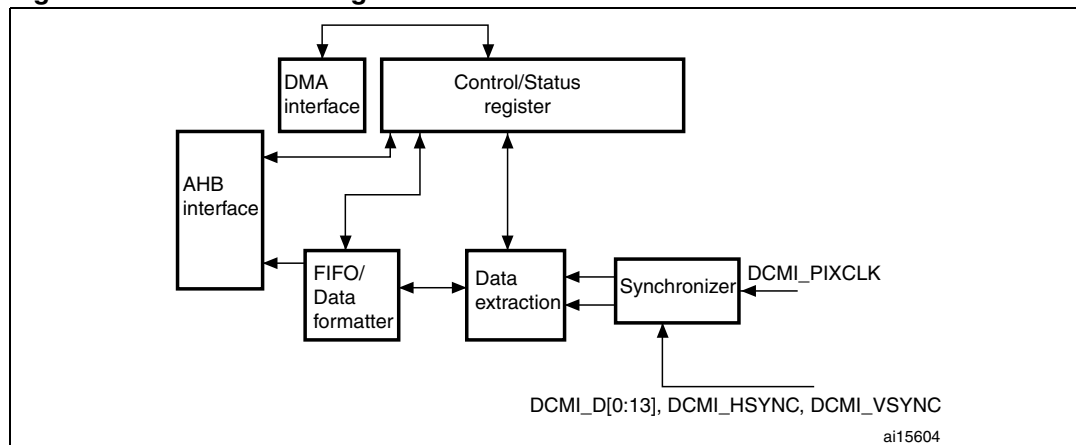 DMA
interface
Control/Status
register
AHB
interface
FIFO/
Data
formatter
Data
extraction
Synchronizer
DCMI_PIXCLK
DCMI_D[0:13], DCMI_HSYNC, DCMI_VSYNC
ai15604